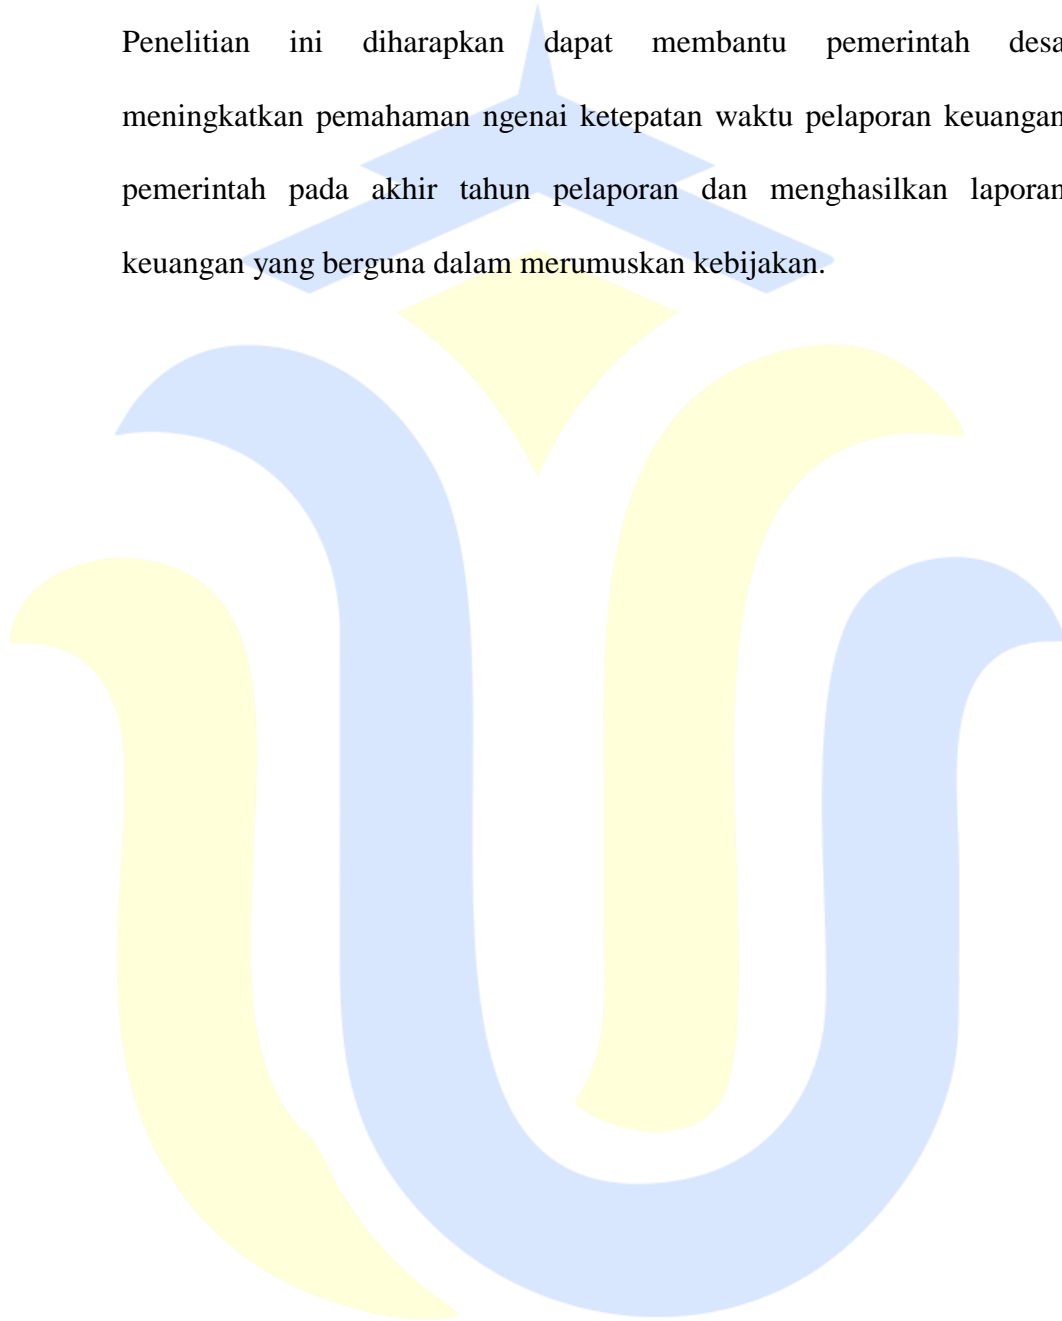 Penelitian ini diharapkan dapat membantu pemerintah desa
meningkatkan pemahaman ngenai ketepatan waktu pelaporan keuangan
pemerintah pada akhir tahun pelaporan dan menghasilkan laporan
keuangan yang berguna dalam merumuskan kebijakan.